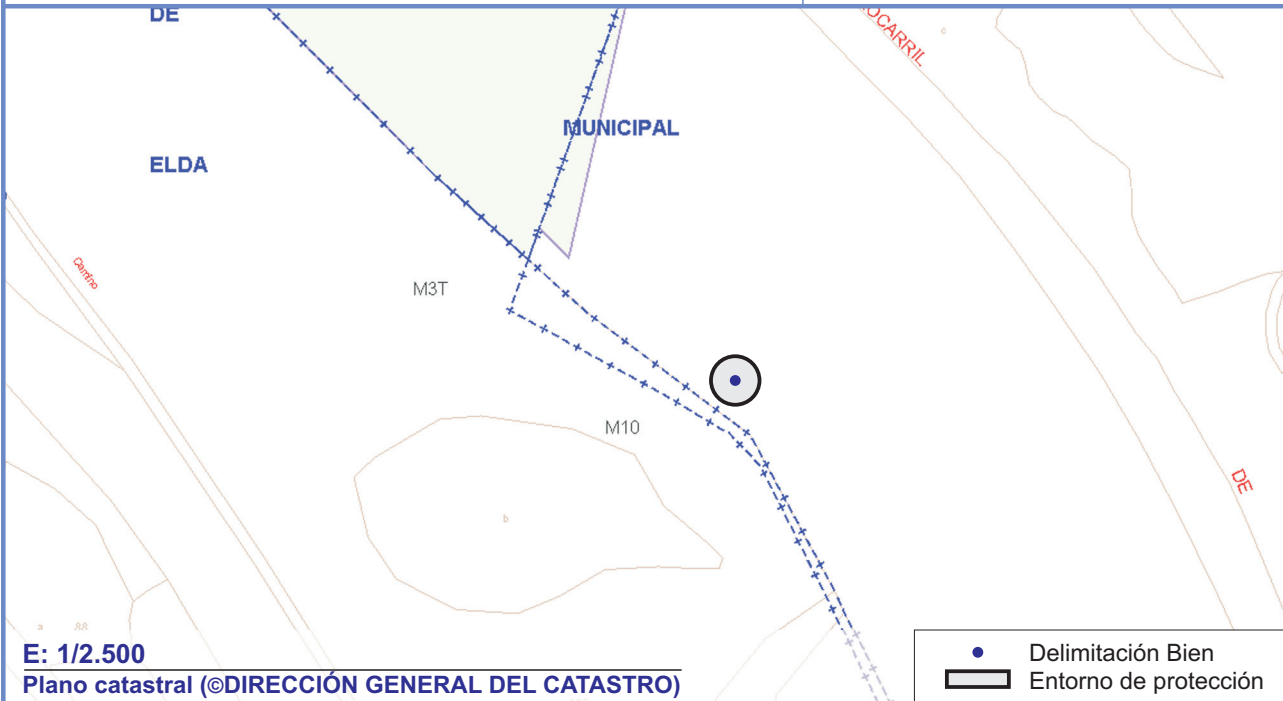 DE
OCARRIL
c
MUNICIPAL
ELDA
Camino
M3T
M10
DE
b
a 88
E: 1/2.500
Plano catastral (©DIRECCIÓN GENERAL DEL CATASTRO)
Delimitación Bien
Entorno de protección